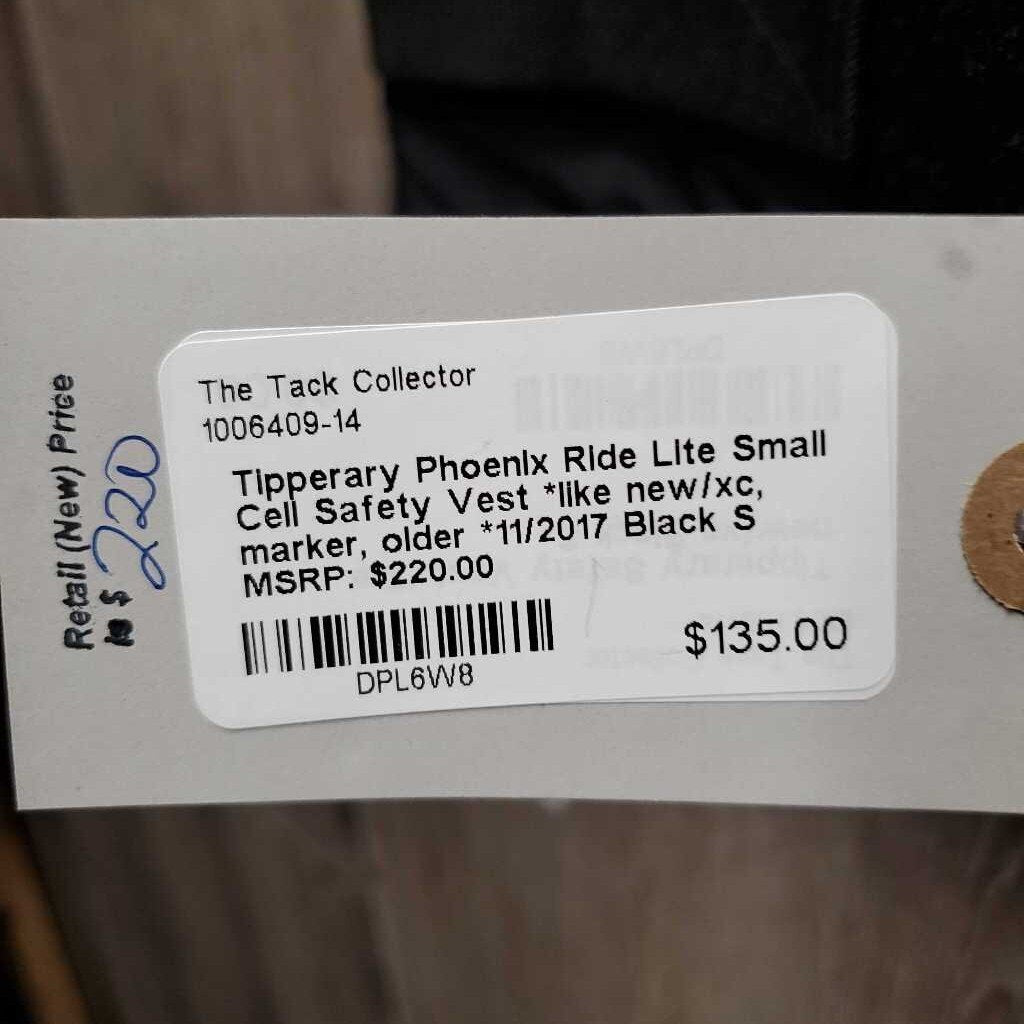 The Tack Collector
1006409-14
Tipperary Phoenix Ride Lite Small
Cell Safety Vest *like new/xc,
marker, older *11/2017 Black S
MSRP: $220.00
DPL6W8
$135.00
Retail (New) Price
is $ 220